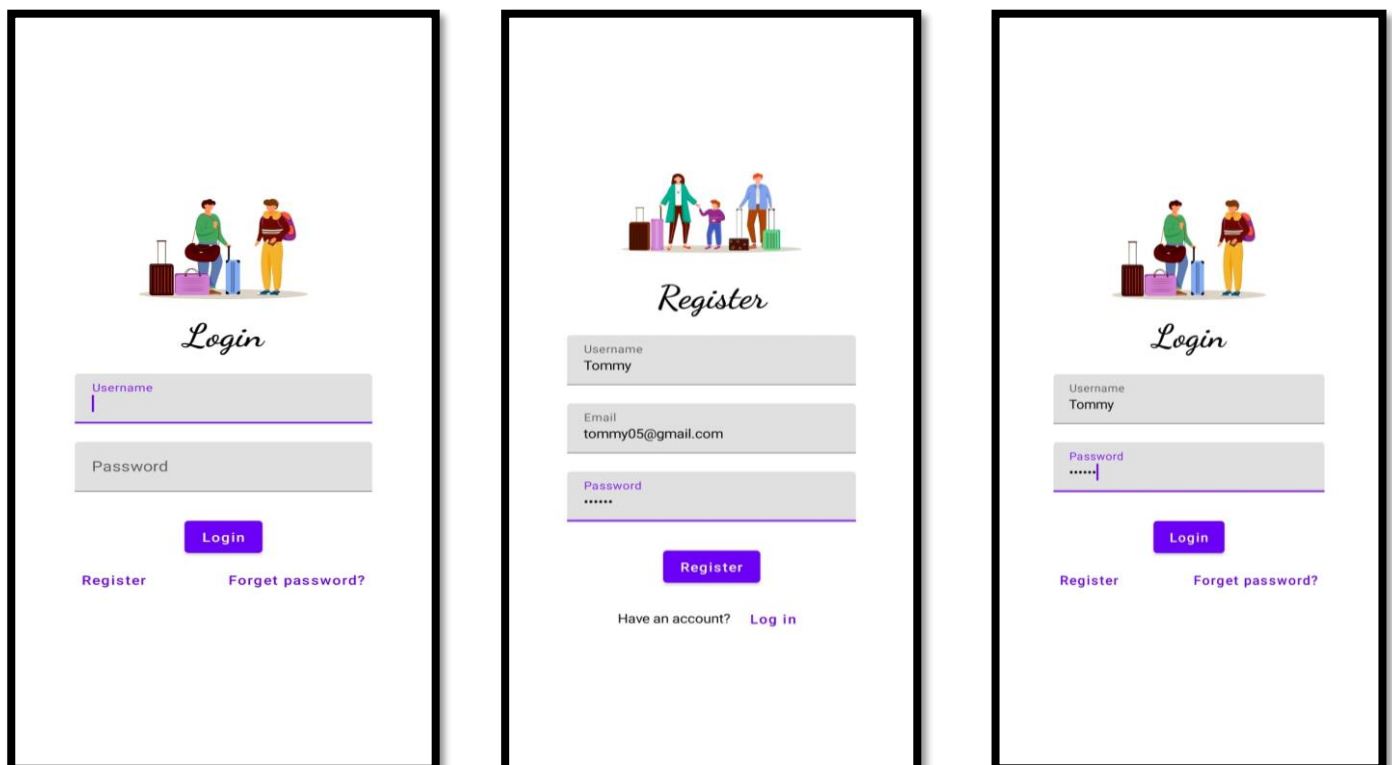 Login
Username
Password
Login
Register Forget password?
Register
Username
Tommy
Email
tommy05@gmail.com
Password
••••••
Register
Have an account? Log in
Login
Username
Tommy
Password
••••••
Login
Register Forget password?